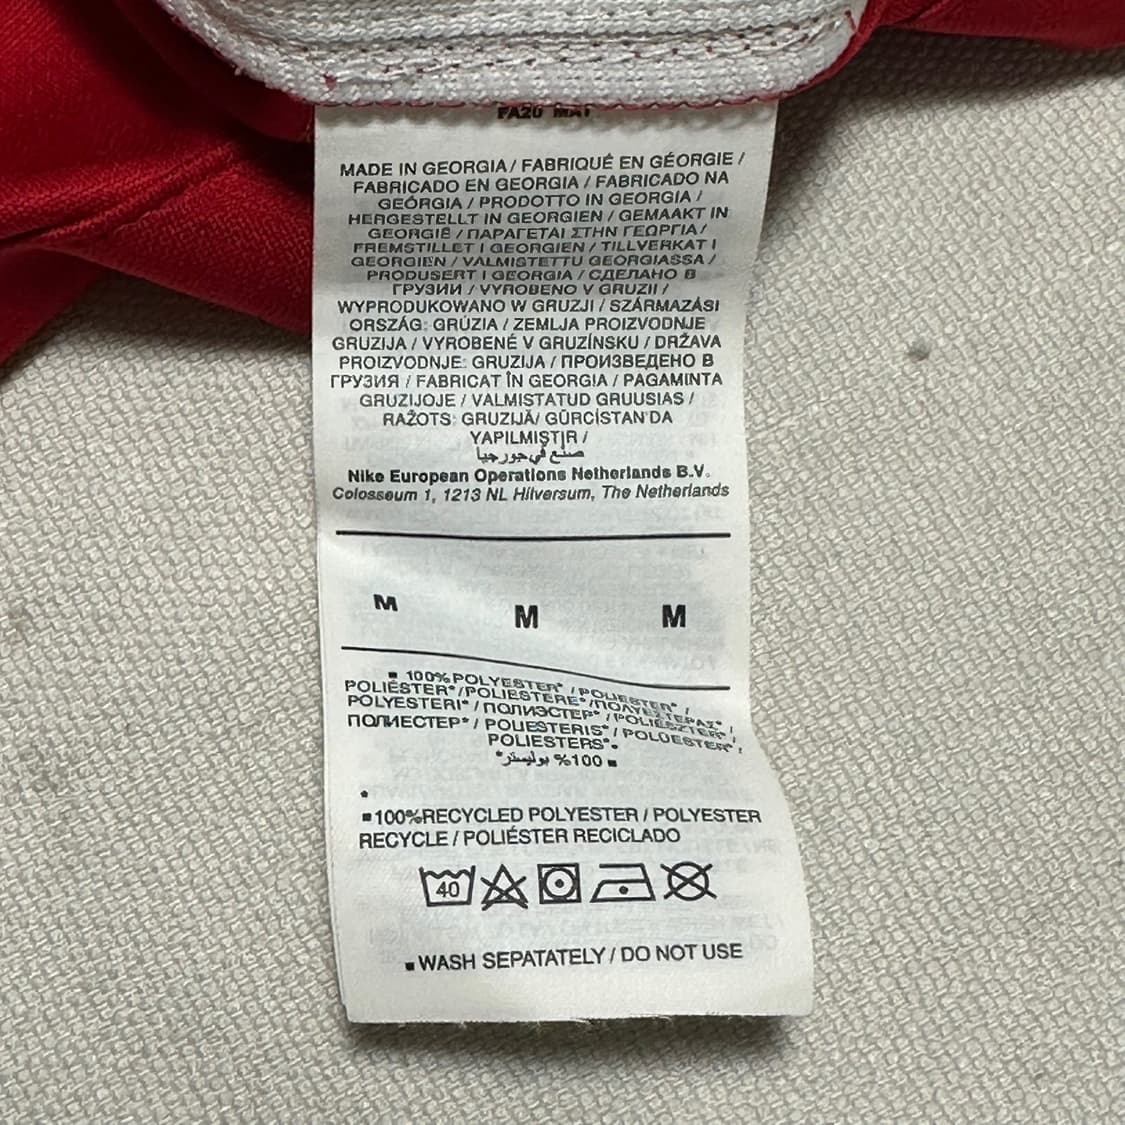 FA20 MAT
MADE IN GEORGIA / FABRIQUÉ EN GÉORGIE /
FABRICADO EN GEORGIA / FABRICADO NA
GEÓRGIA / PRODOTTO IN GEORGIA /
HERGESTELLT IN GEORGIEN / GEMAAKT IN
GEORGIË / ΠΑΡΑΓΕΤΑΙ ΣΤΗΝ ΓΕΩΡΓΙΑ /
FREMSTILLET I GEORGIEN / TILLVERKAT I
GEORGIEN / VALMISTETTU GEORGIASSA /
PRODUSERT I GEORGIA / СДЕЛАНО В
ГРУЗИИ / VYROBENO V GRUZII /
WYPRODUKOWANO W GRUZJI / SZÁRMAZÁSI
ORSZÁG: GRÚZIA / ZEMLJA PROIZVODNJE
GRUZIJA / VYROBENÉ V GRUZÍNSKU / DRŽAVA
PROIZVODNJE: GRUZIJA / ПРОИЗВЕДЕНО В
ГРУЗИЯ / FABRICAT ÎN GEORGIA / PAGAMINTA
GRUZIJOJE / VALMISTATUD GRUUSIAS /
RAŽOTS: GRUZIJĀ/ GÜRCİSTAN'DA
YAPILMIŞTIR /
صنع في جورجيا
Nike European Operations Netherlands B.V.
Colosseum 1, 1213 NL Hilversum, The Netherlands
M M M
▪ 100% POLYESTER* / POLIESTER* /
POLIÉSTER* / POLIESTERE* / ΠΟΛΥΕΣΤΕΡΑΣ* /
POLYESTERI* / ПОЛИЭСТЕР* / POLIÉSZTER* /
ПОЛИЕСТЕР* / POLIESTERIS* / POLÜESTER* /
POLIESTERS*.
▪ 100% بوليستر*
*
▪100%RECYCLED POLYESTER / POLYESTER
RECYCLE / POLIÉSTER RECICLADO
40
▪ WASH SEPATATELY / DO NOT USE